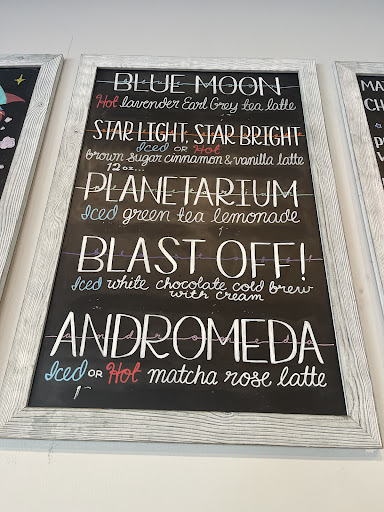 BLUE MOON
Hot lavender Earl Grey tea latte
STAR LIGHT, STAR BRIGHT
Iced OR Hot
brown sugar cinnamon & vanilla latte
12 oz...
PLANETARIUM
Iced green tea lemonade
BLAST OFF!
Iced white chocolate cold brew
with cream
ANDROMEDA
Iced OR Hot matcha rose latte
MA
CH